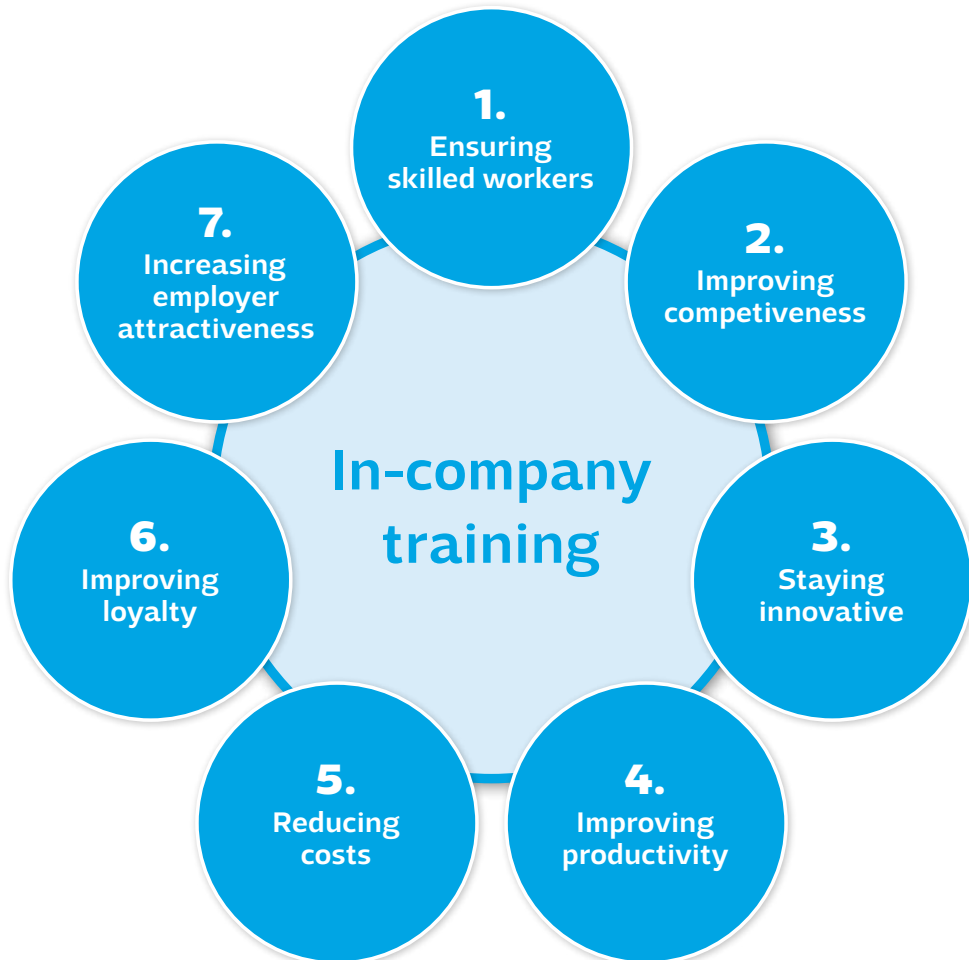 1.
Ensuring
skilled workers
2.
Improving
competiveness
3.
Staying
innovative
4.
Improving
productivity
5.
Reducing
costs
6.
Improving
loyalty
7.
Increasing
employer
attractiveness
In-company
training